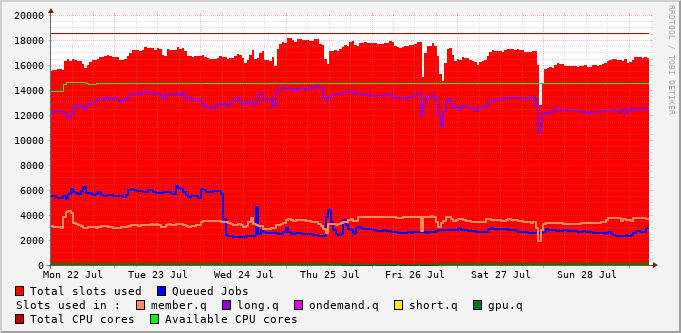 20000
18000
16000
14000
12000
10000
8000
6000
4000
2000
0
Mon 22 Jul Tue 23 Jul Wed 24 Jul Thu 25 Jul Fri 26 Jul Sat 27 Jul Sun 28 Jul
Total slots used Queued Jobs
Slots used in : member.q long.q ondemand.q short.q gpu.q
Total CPU cores Available CPU cores
RRDTOOL / TOBI OETIKER